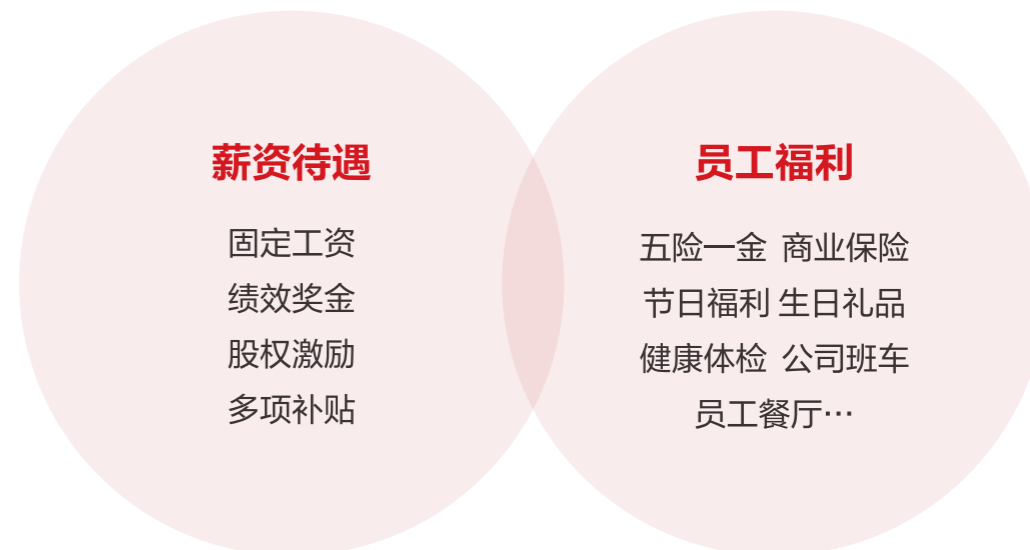 薪资待遇
固定工资
绩效奖金
股权激励
多项补贴
员工福利
五险一金 商业保险
节日福利 生日礼品
健康体检 公司班车
员工餐厅…